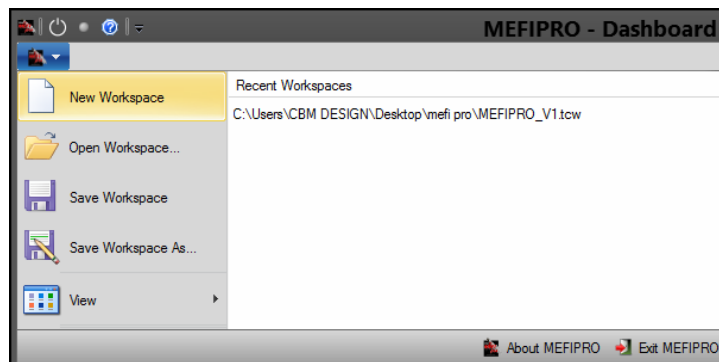 MEFIPRO - Dashboard
New Workspace
Open Workspace...
Save Workspace
Save Workspace As...
View
Recent Workspaces
C:\Users\CBM DESIGN\Desktop\mefi pro\MEFIPRO_V1.tcw
About MEFIPRO Exit MEFIPRO